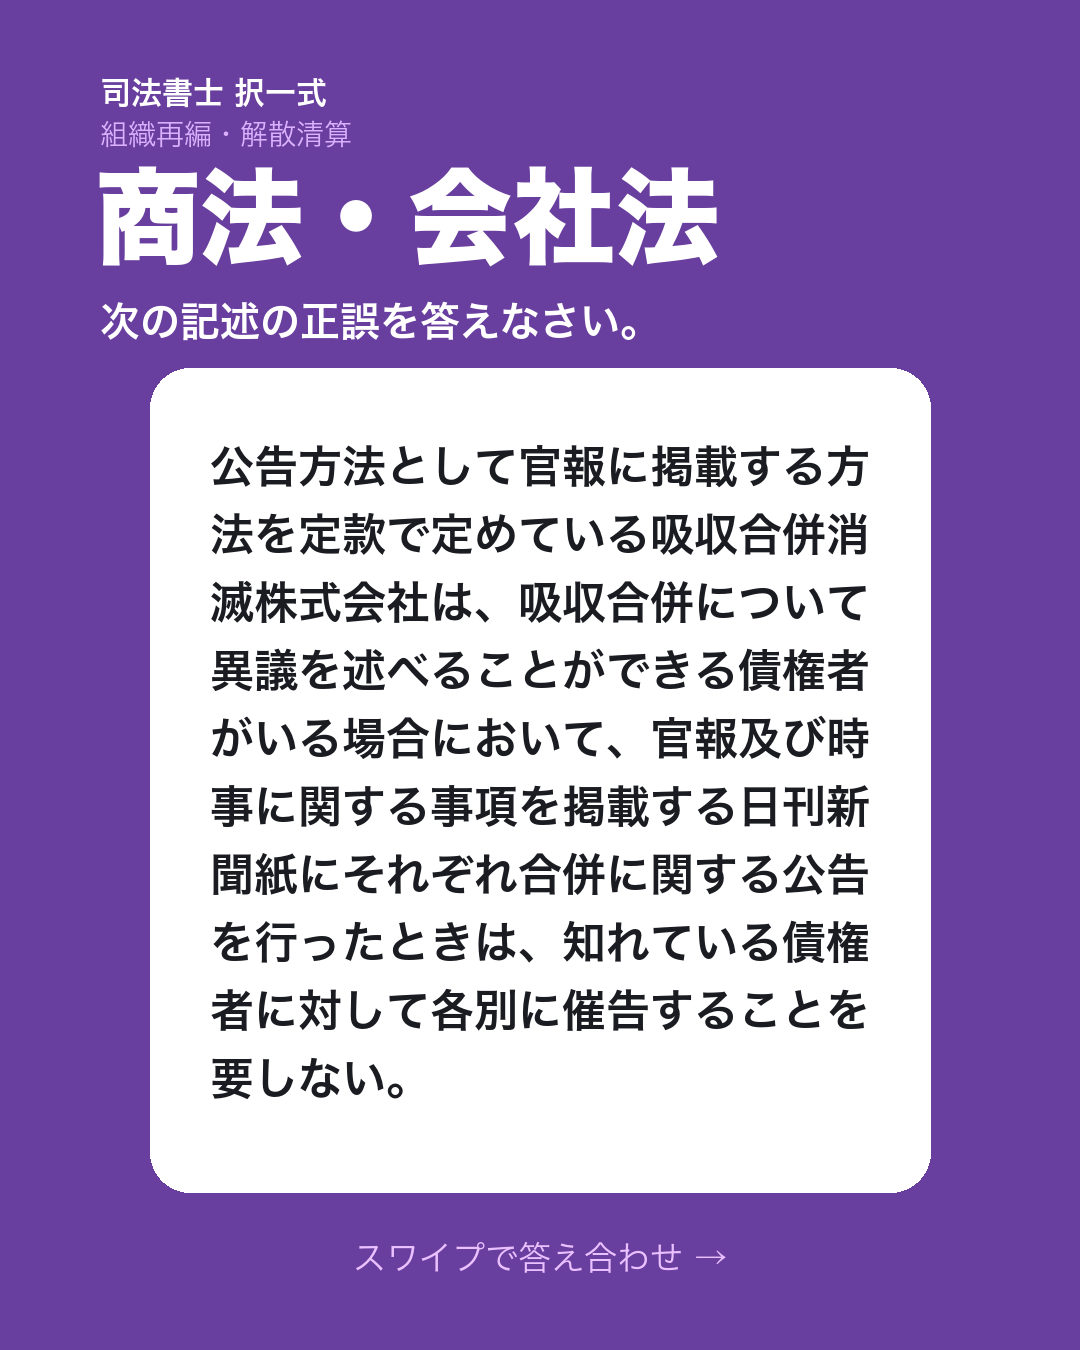 司法書士 択一式
組織再編・解散清算
商法・会社法
次の記述の正誤を答えなさい。
公告方法として官報に掲載する方
法を定款で定めている吸収合併消
滅株式会社は、吸収合併について
異議を述べることができる債権者
がいる場合において、官報及び時
事に関する事項を掲載する日刊新
聞紙にそれぞれ合併に関する公告
を行ったときは、知れている債権
者に対して各別に催告することを
要しない。
スワイプで答え合わせ →